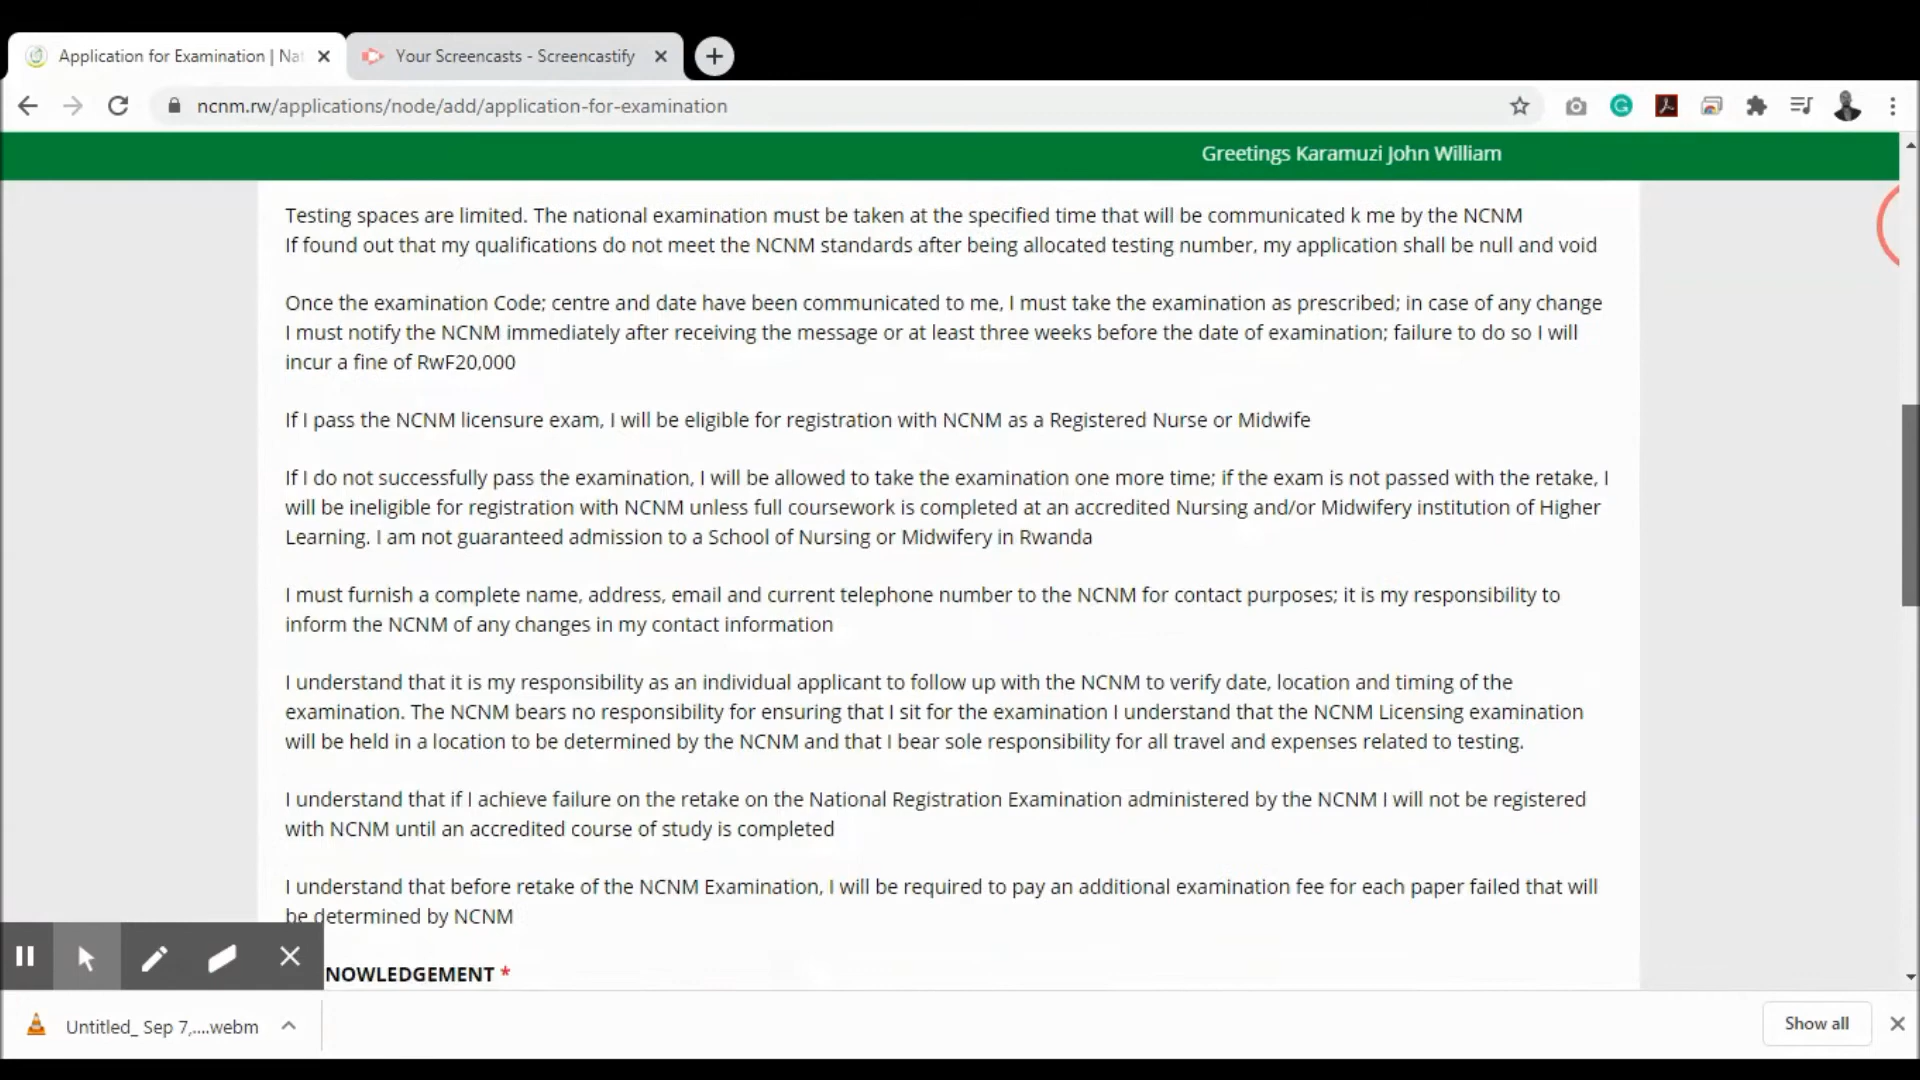 Application for Examination | Nat
Your Screencasts - Screencastify
ncnm.rw/applications/node/add/application-for-examination
Greetings Karamuzi John William
Testing spaces are limited. The national examination must be taken at the specified time that will be communicated k me by the NCNM
If found out that my qualifications do not meet the NCNM standards after being allocated testing number, my application shall be null and void
Once the examination Code; centre and date have been communicated to me, I must take the examination as prescribed; in case of any change
I must notify the NCNM immediately after receiving the message or at least three weeks before the date of examination; failure to do so I will
incur a fine of RwF20,000
If I pass the NCNM licensure exam, I will be eligible for registration with NCNM as a Registered Nurse or Midwife
If I do not successfully pass the examination, I will be allowed to take the examination one more time; if the exam is not passed with the retake, I
will be ineligible for registration with NCNM unless full coursework is completed at an accredited Nursing and/or Midwifery institution of Higher
Learning. I am not guaranteed admission to a School of Nursing or Midwifery in Rwanda
I must furnish a complete name, address, email and current telephone number to the NCNM for contact purposes; it is my responsibility to
inform the NCNM of any changes in my contact information
I understand that it is my responsibility as an individual applicant to follow up with the NCNM to verify date, location and timing of the
examination. The NCNM bears no responsibility for ensuring that I sit for the examination I understand that the NCNM Licensing examination
will be held in a location to be determined by the NCNM and that I bear sole responsibility for all travel and expenses related to testing.
I understand that if I achieve failure on the retake on the National Registration Examination administered by the NCNM I will not be registered
with NCNM until an accredited course of study is completed
I understand that before retake of the NCNM Examination, I will be required to pay an additional examination fee for each paper failed that will
be determined by NCNM
NOWLEDGEMENT *
Untitled_ Sep 7,....webm
Show all